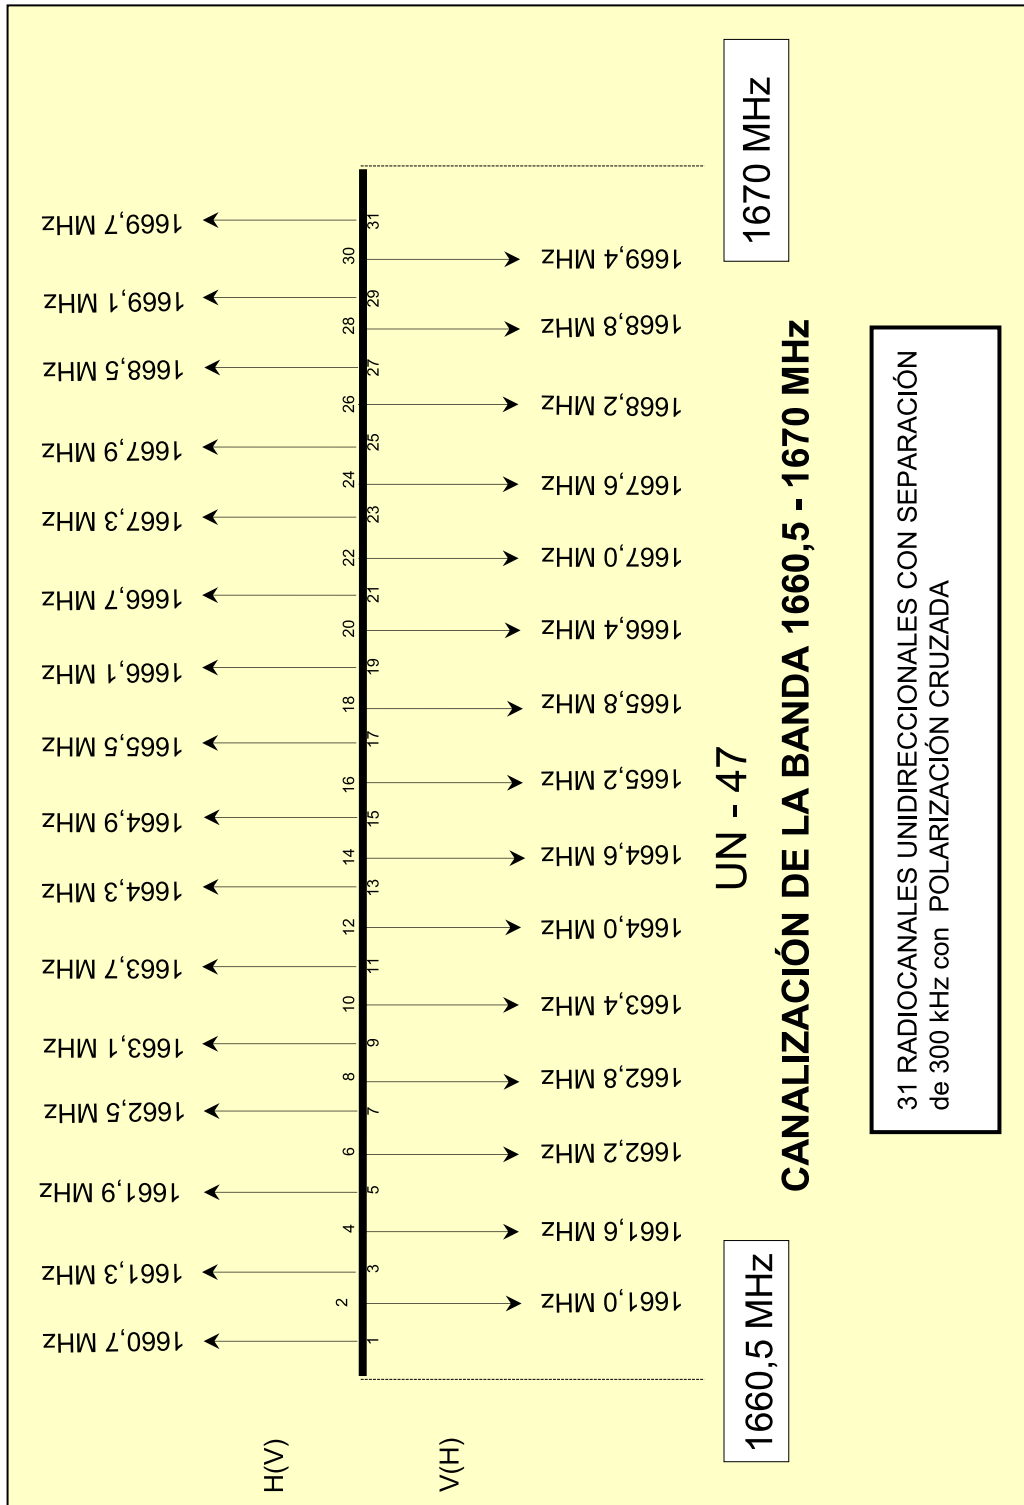 1660,7 MHz
1661,3 MHz
1661,9 MHz
1662,5 MHz
1663,1 MHz
1663,7 MHz
1664,3 MHz
1664,9 MHz
1665,5 MHz
1666,1 MHz
1666,7 MHz
1667,3 MHz
1667,9 MHz
1668,5 MHz
1669,1 MHz
1669,7 MHz
H(V)
2
4
6
8
10
12
14
16
18
20
22
24
26
28
30
1
3
5
7
9
11
13
15
17
19
21
23
25
27
29
31
V(H)
1661,0 MHz
1661,6 MHz
1662,2 MHz
1662,8 MHz
1663,4 MHz
1664,0 MHz
1664,6 MHz
1665,2 MHz
1665,8 MHz
1666,4 MHz
1667,0 MHz
1667,6 MHz
1668,2 MHz
1668,8 MHz
1669,4 MHz
1660,5 MHz
UN - 47
1670 MHz
CANALIZACIÓN DE LA BANDA 1660,5 - 1670 MHz
31 RADIOCANALES UNIDIRECCIONALES CON SEPARACIÓN
de 300 kHz con POLARIZACIÓN CRUZADA